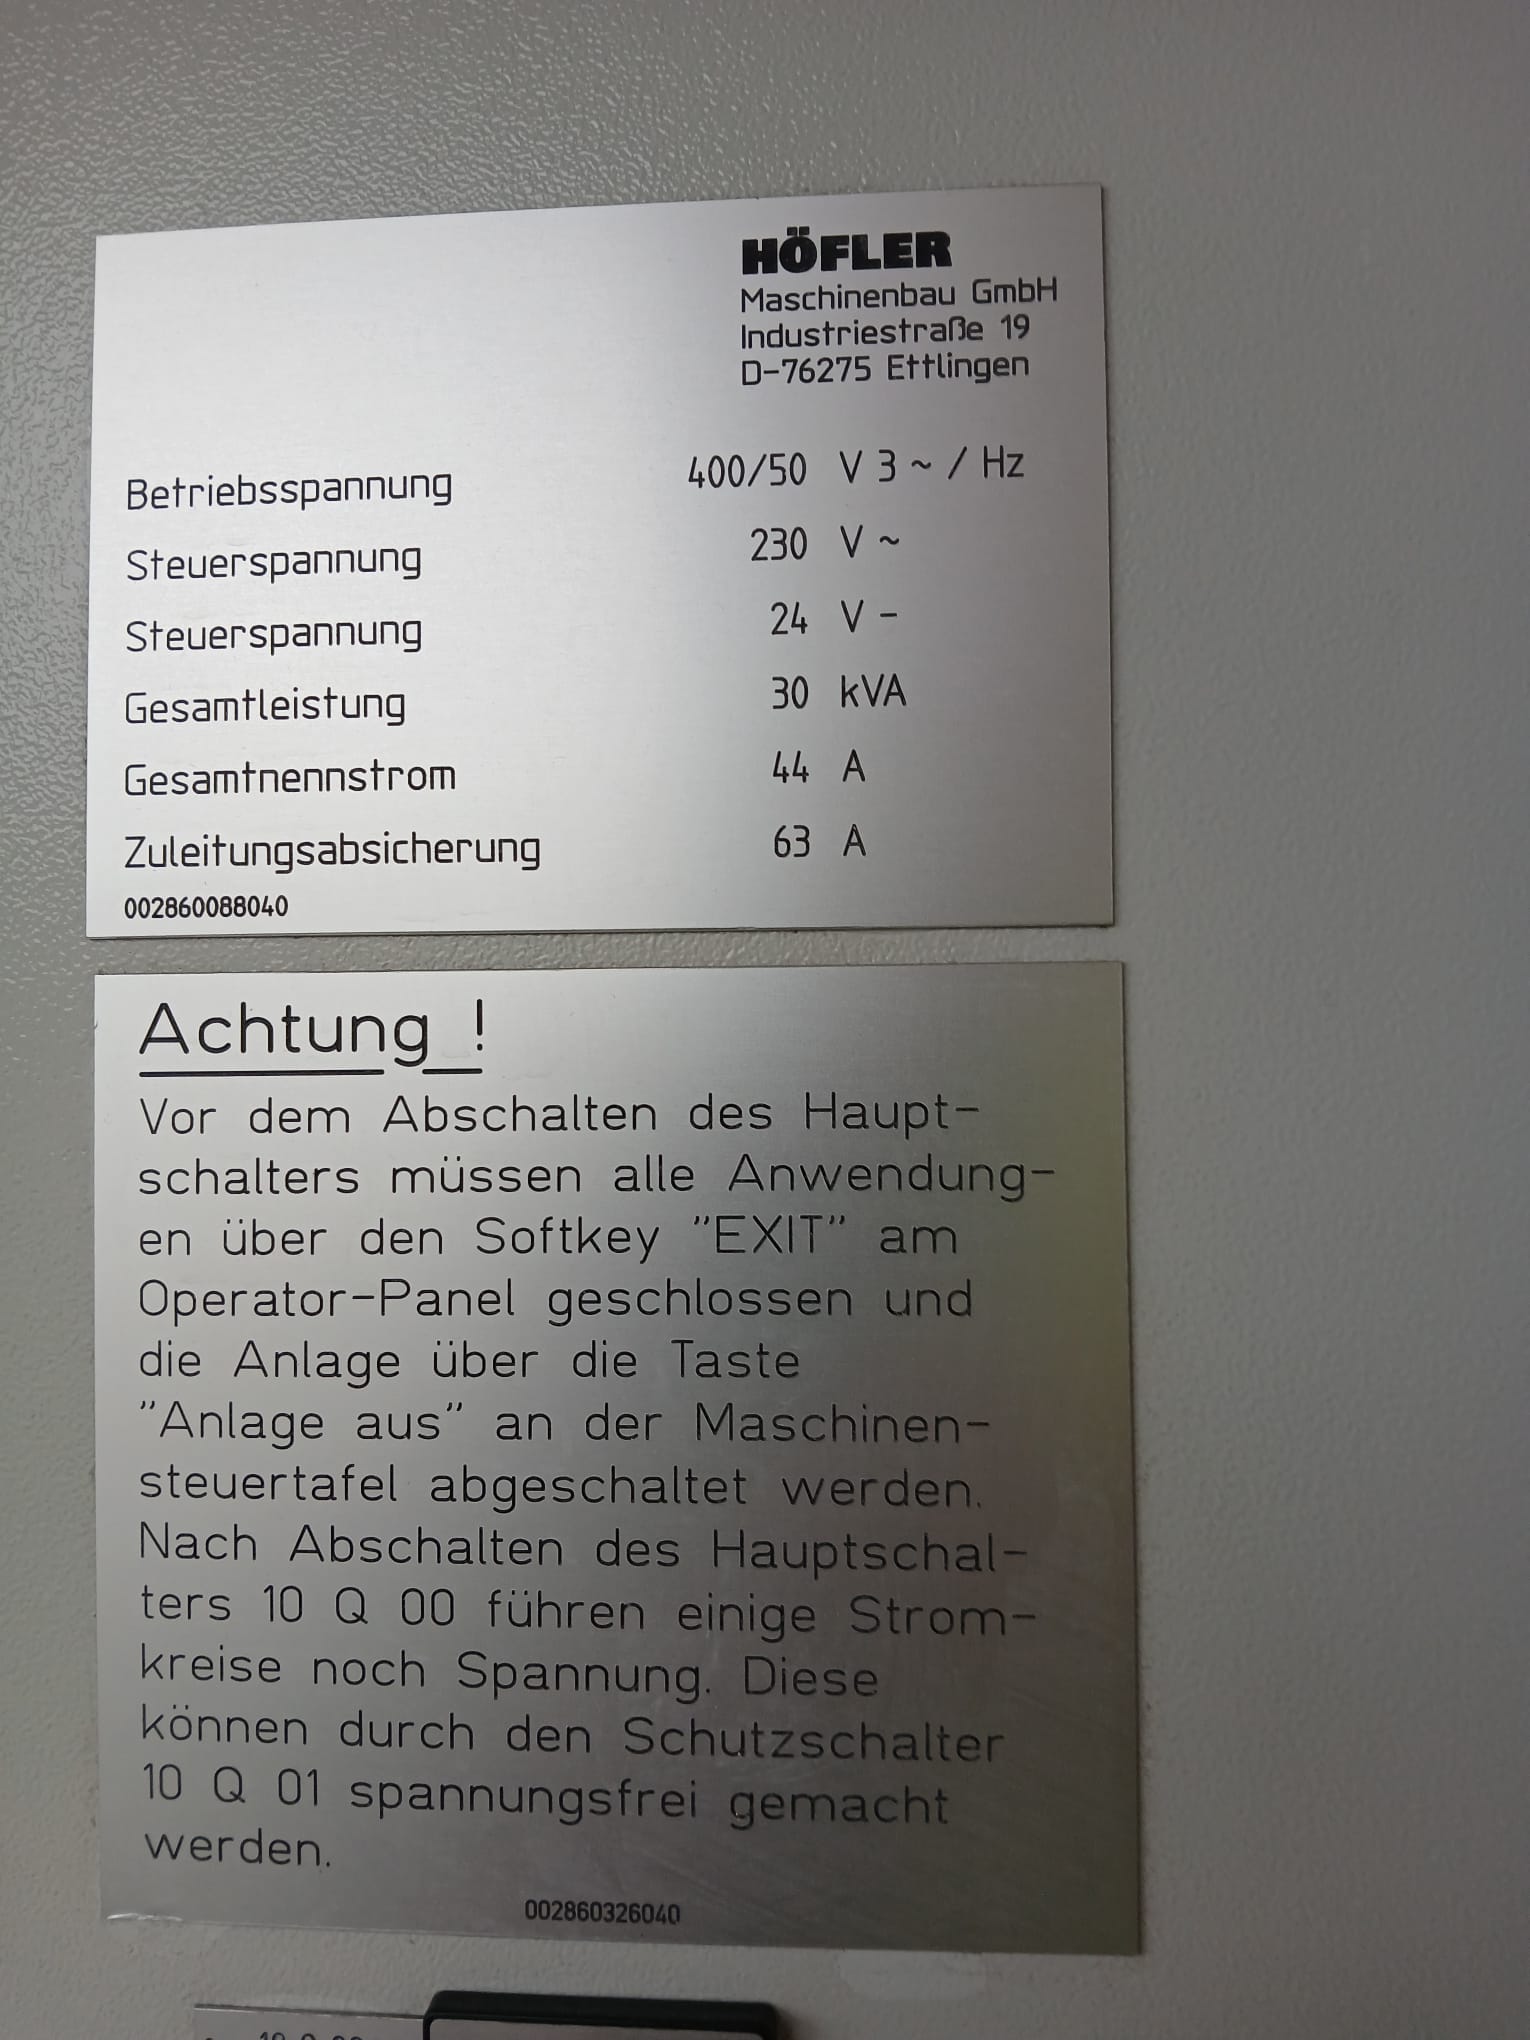 HÖFLER
Maschinenbau GmbH
Industriestraße 19
D-76275 Ettlingen
Betriebsspannung 400/50 V 3 ~ / Hz
Steuerspannung 230 V ~
Steuerspannung 24 V -
Gesamtleistung 30 kVA
Gesamtnennstrom 44 A
Zuleitungsabsicherung 63 A
002860088040
Achtung !
Vor dem Abschalten des Haupt-
schalters müssen alle Anwendung-
en über den Softkey "EXIT" am
Operator-Panel geschlossen und
die Anlage über die Taste
"Anlage aus" an der Maschinen-
steuertafel abgeschaltet werden.
Nach Abschalten des Hauptschal-
ters 10 Q 00 führen einige Strom-
kreise noch Spannung. Diese
können durch den Schutzschalter
10 Q 01 spannungsfrei gemacht
werden.
002860326040